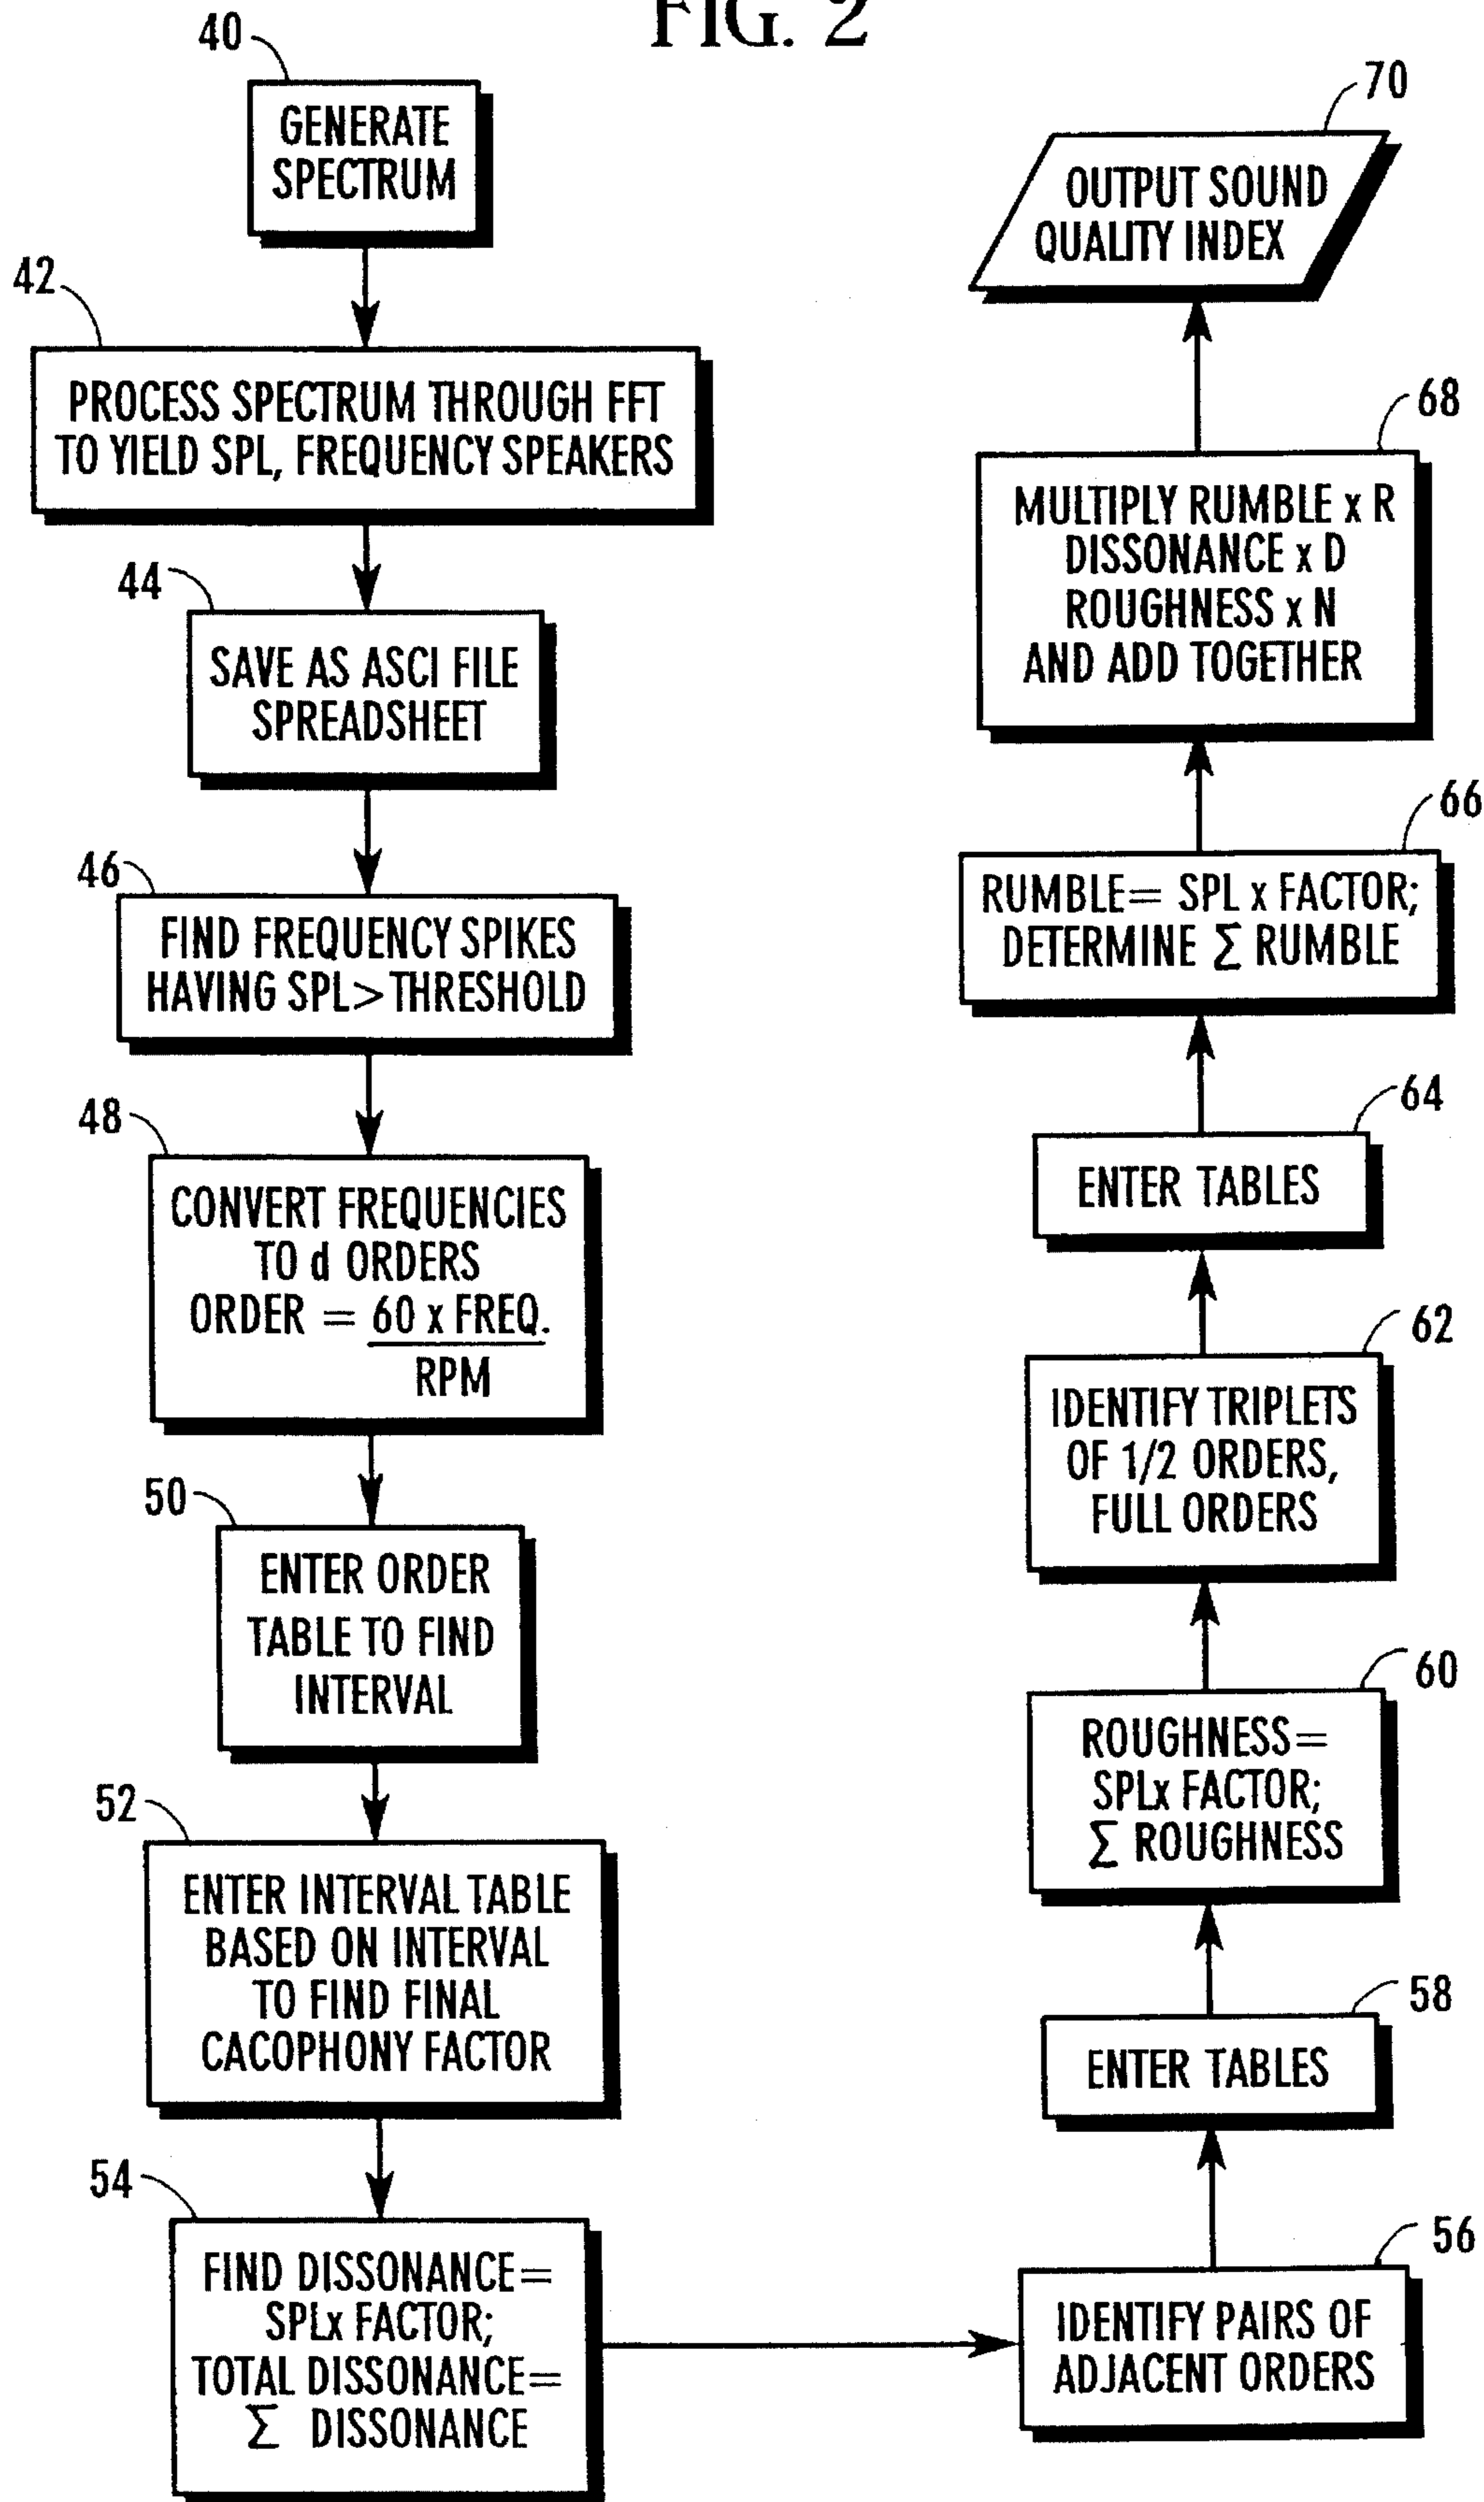 FIG. 2
40
GENERATE
SPECTRUM
42
PROCESS SPECTRUM THROUGH FFT
TO YIELD SPL, FREQUENCY SPEAKERS
44
SAVE AS ASCI FILE
SPREADSHEET
46
FIND FREQUENCY SPIKES
HAVING SPL > THRESHOLD
48
CONVERT FREQUENCIES
TO d ORDERS
ORDER = 60 x FREQ.
RPM
50
ENTER ORDER
TABLE TO FIND
INTERVAL
52
ENTER INTERVAL TABLE
BASED ON INTERVAL
TO FIND FINAL
CACOPHONY FACTOR
54
FIND DISSONANCE=
SPLx FACTOR;
TOTAL DISSONANCE=
Σ DISSONANCE
56
IDENTIFY PAIRS OF
ADJACENT ORDERS
58
ENTER TABLES
60
ROUGHNESS=
SPLx FACTOR;
Σ ROUGHNESS
62
IDENTIFY TRIPLETS
OF 1/2 ORDERS,
FULL ORDERS
64
ENTER TABLES
66
RUMBLE= SPL x FACTOR;
DETERMINE Σ RUMBLE
68
MULTIPLY RUMBLE x R
DISSONANCE x D
ROUGHNESS x N
AND ADD TOGETHER
70
OUTPUT SOUND
QUALITY INDEX